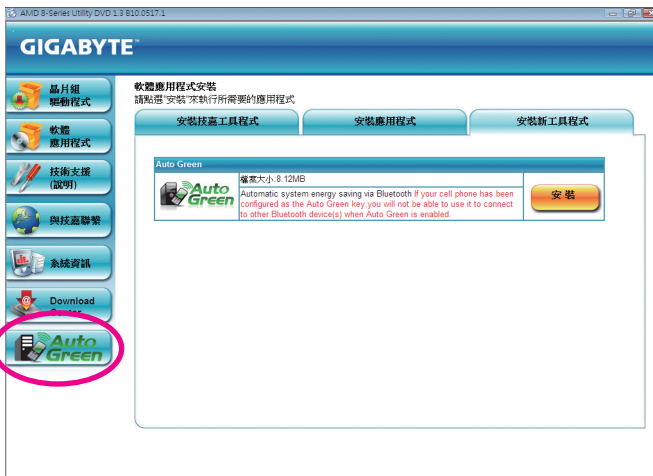 AMD 8-Series Utility DVD 1.3 B10.0517.1
GIGABYTE™
晶片組
驅動程式
軟體
應用程式
技術支援
(說明)
與技嘉聯繫
系統資訊
Download
Center
Auto
Green
軟體應用程式安裝
請點選"安裝"來執行所需要的應用程式
安裝技嘉工具程式
安裝應用程式
安裝新工具程式
Auto Green
Auto
Green
檔案大小:8.12MB
Automatic system energy saving via Bluetooth If your cell phone has been
configured as the Auto Green key,you will not be able to use it to connect
to other Bluetooth device(s) when Auto Green is enabled.
安裝